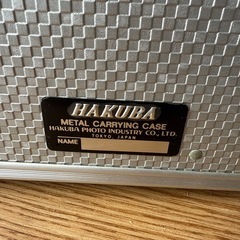 HAKUBA
METAL CARRYING CASE
HAKUBA PHOTO INDUSTRY CO., LTD.
TOKYO, JAPAN
NAME